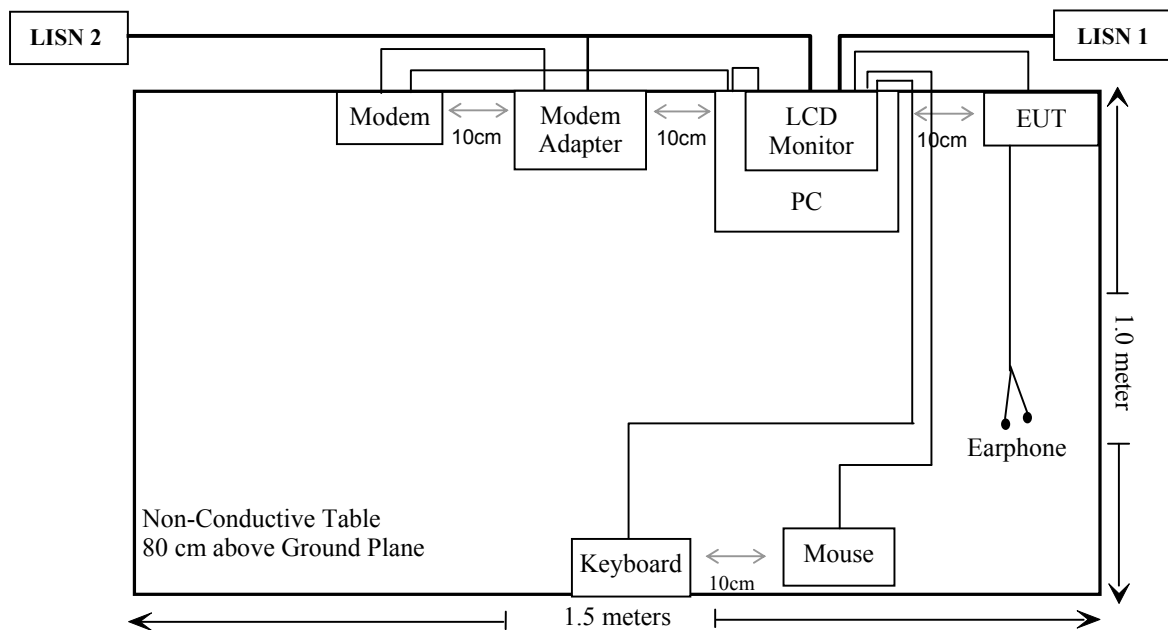 LISN 2
LISN 1
Modem
10cm
Modem
Adapter
10cm
LCD
Monitor
PC
10cm
EUT
1.0 meter
Earphone
Non-Conductive Table
80 cm above Ground Plane
Keyboard
10cm
Mouse
1.5 meters